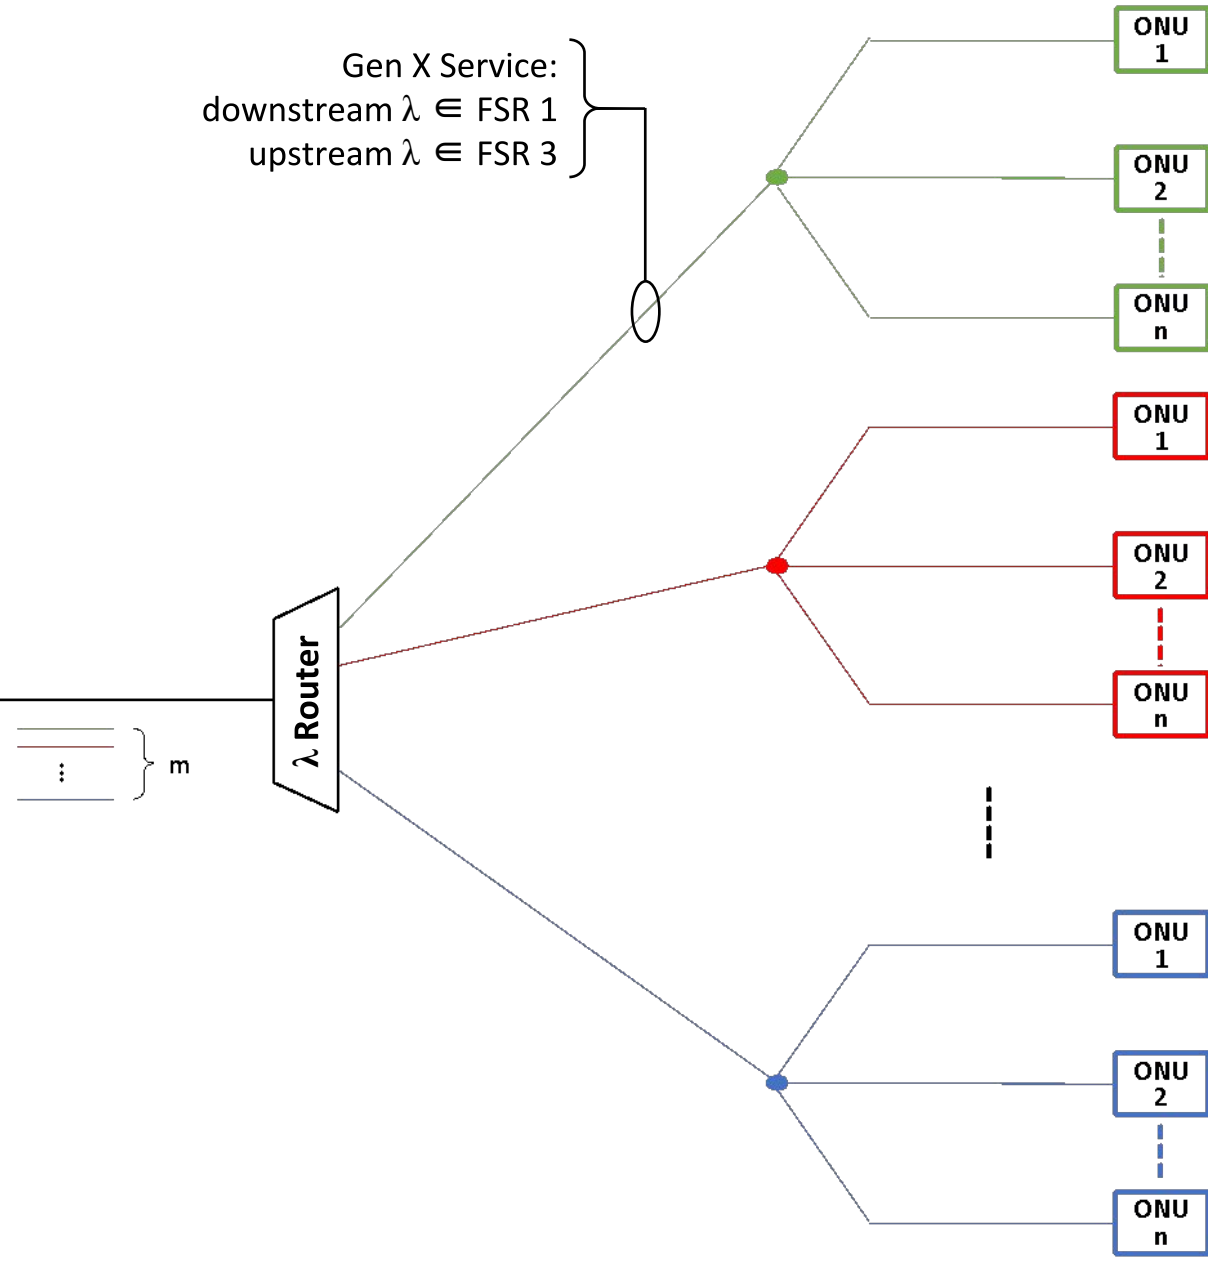 Gen X Service:
downstream λ ∈ FSR 1
upstream λ ∈ FSR 3
ONU
1
ONU
2
ONU
n
ONU
1
ONU
2
ONU
n
λ Router
m
ONU
1
ONU
2
ONU
n